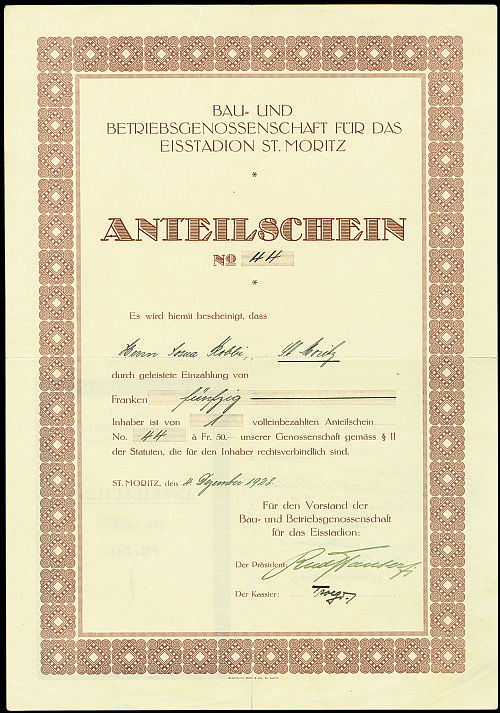 BAU- UND
BETRIEBSGENOSSENSCHAFT FÜR DAS
EISSTADION ST. MORITZ
*
ANTEILSCHEIN
No 44
*
Es wird hiemit bescheinigt, dass
Herrn Robbi, St. Moritz
durch geleistete Einzahlung von
Franken fünfzig
Inhaber ist von 1 volleinbezahlten Anteilschein
No. 44 à Fr. 50.— unserer Genossenschaft gemäss § 11
der Statuten, die für den Inhaber rechtsverbindlich sind.
ST. MORITZ, den 4. Dezember 1928.
Für den Vorstand der
Bau- und Betriebsgenossenschaft
für das Eisstadion:
Der Präsident:
Der Kassier: